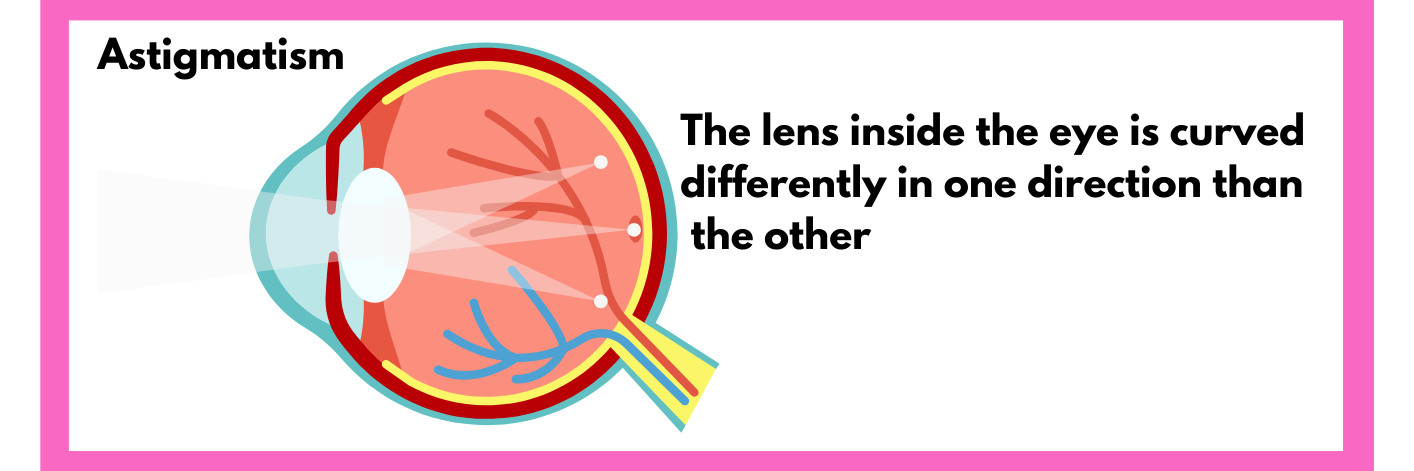 Astigmatism
The lens inside the eye is curved
differently in one direction than
the other